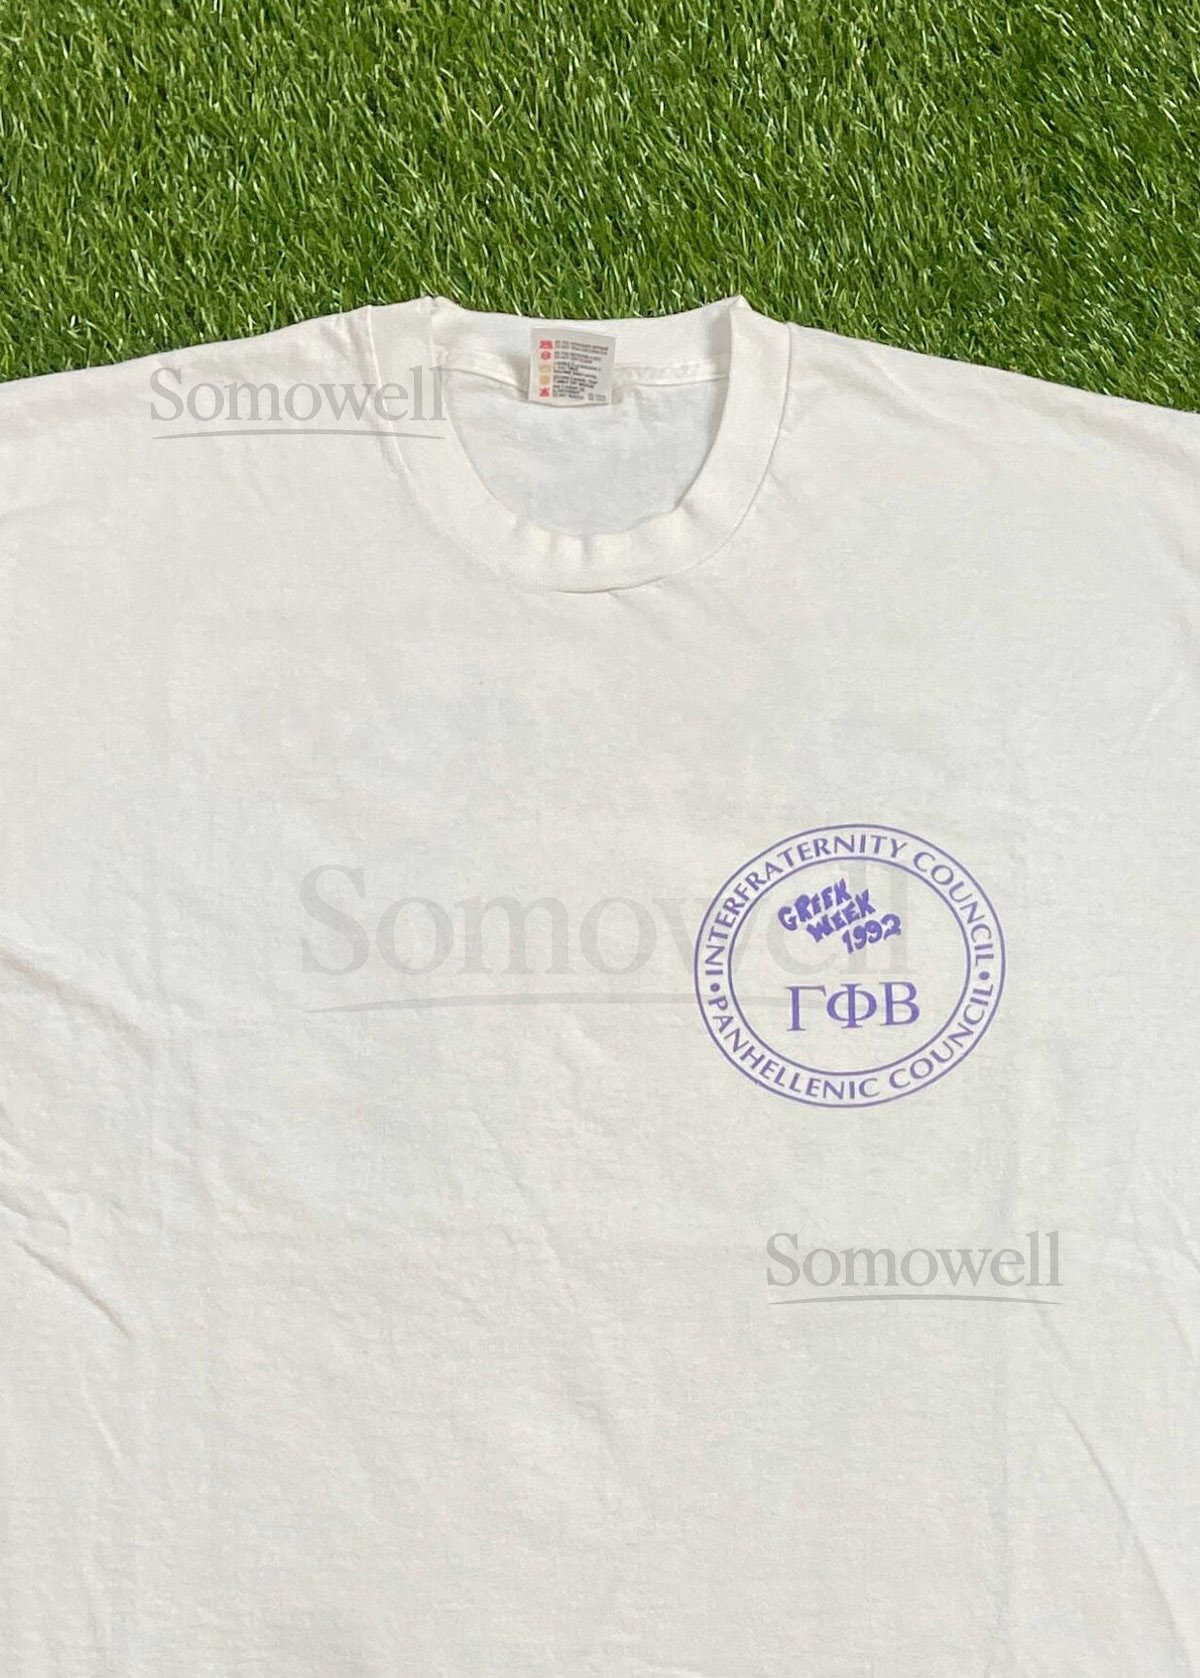 Somowell
INTERFRATERNITY COUNCIL
GREEK
WEEK
1992
Somowell
ΓΦΒ
PANHELLENIC COUNCIL
Somowell